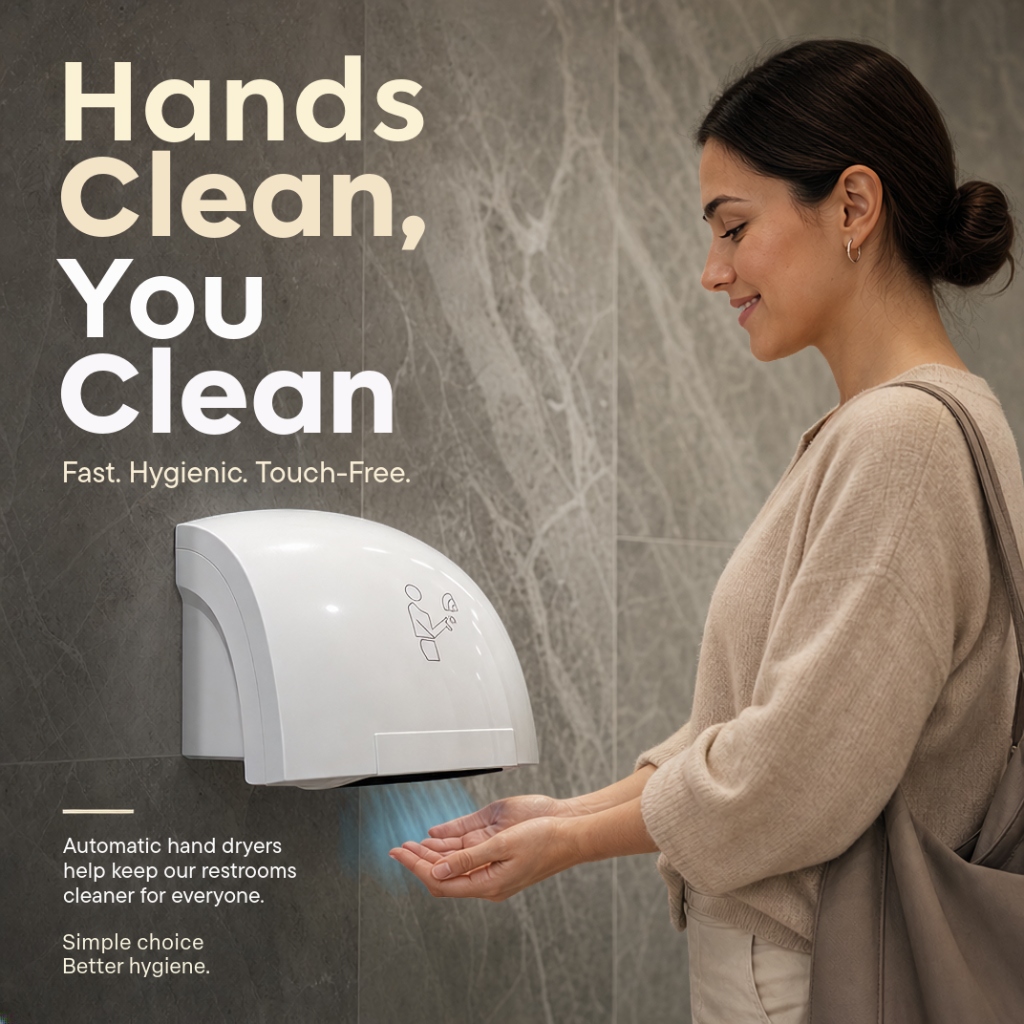 Hands
Clean,
You
Clean
Fast. Hygienic. Touch-Free.
Automatic hand dryers
help keep our restrooms
cleaner for everyone.
Simple choice
Better hygiene.